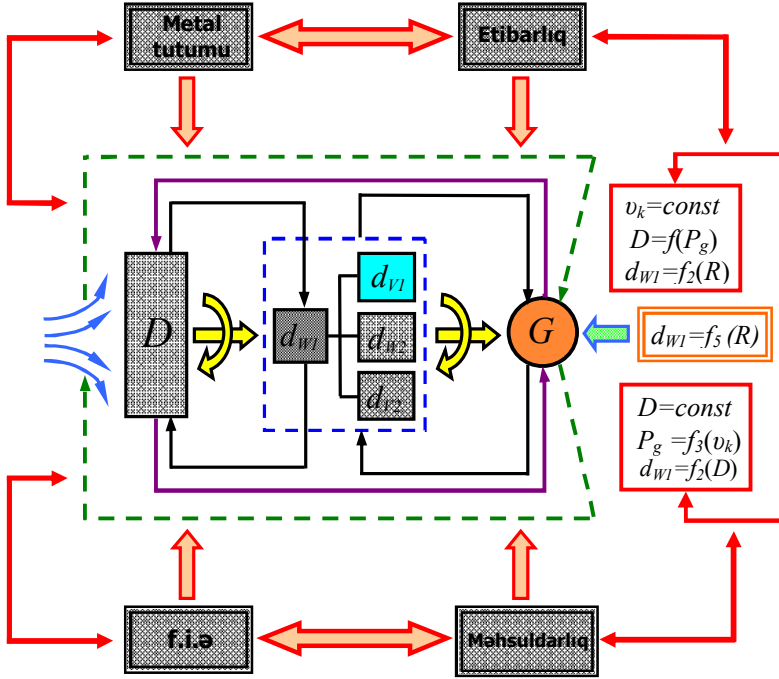 Metal
tutumu
Etibarlıq
υk=const
D=f(Pg)
dW1=f2(R)
D
dW1
dV1
dW2
dV2
G
dW1=f5 (R)
D=const
Pg =f3(υk)
dW1=f2(D)
f.i.ə
Məhsuldarlıq